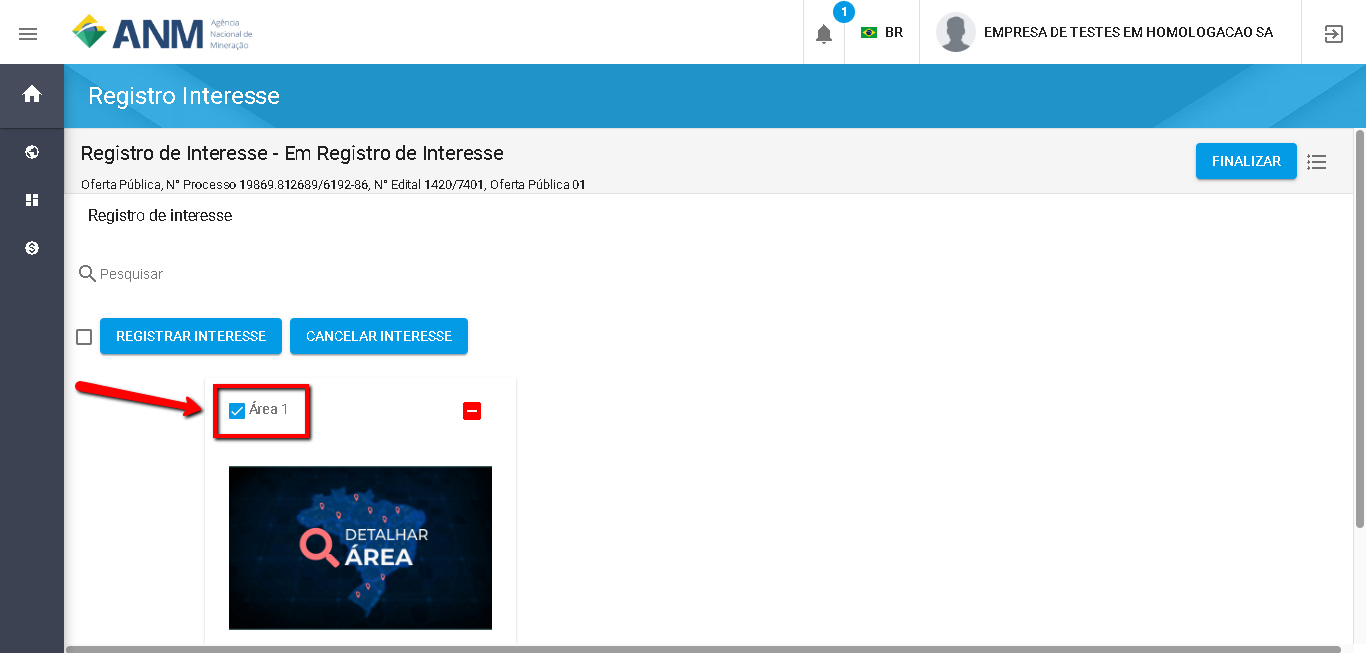 ANM
Agência
Nacional de
Mineração
1
BR
EMPRESA DE TESTES EM HOMOLOGACAO SA
Registro Interesse
Registro de Interesse - Em Registro de Interesse
FINALIZAR
Oferta Pública, N° Processo 19869.812689/6192-86, N° Edital 1420/7401, Oferta Pública 01
Registro de interesse
Pesquisar
REGISTRAR INTERESSE
CANCELAR INTERESSE
Área 1
DETALHAR
ÁREA